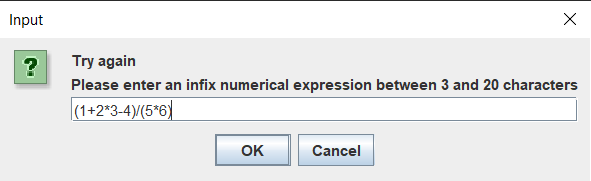 Input
Try again
Please enter an infix numerical expression between 3 and 20 characters
(1+2*3-4)/(5*6)
OK Cancel